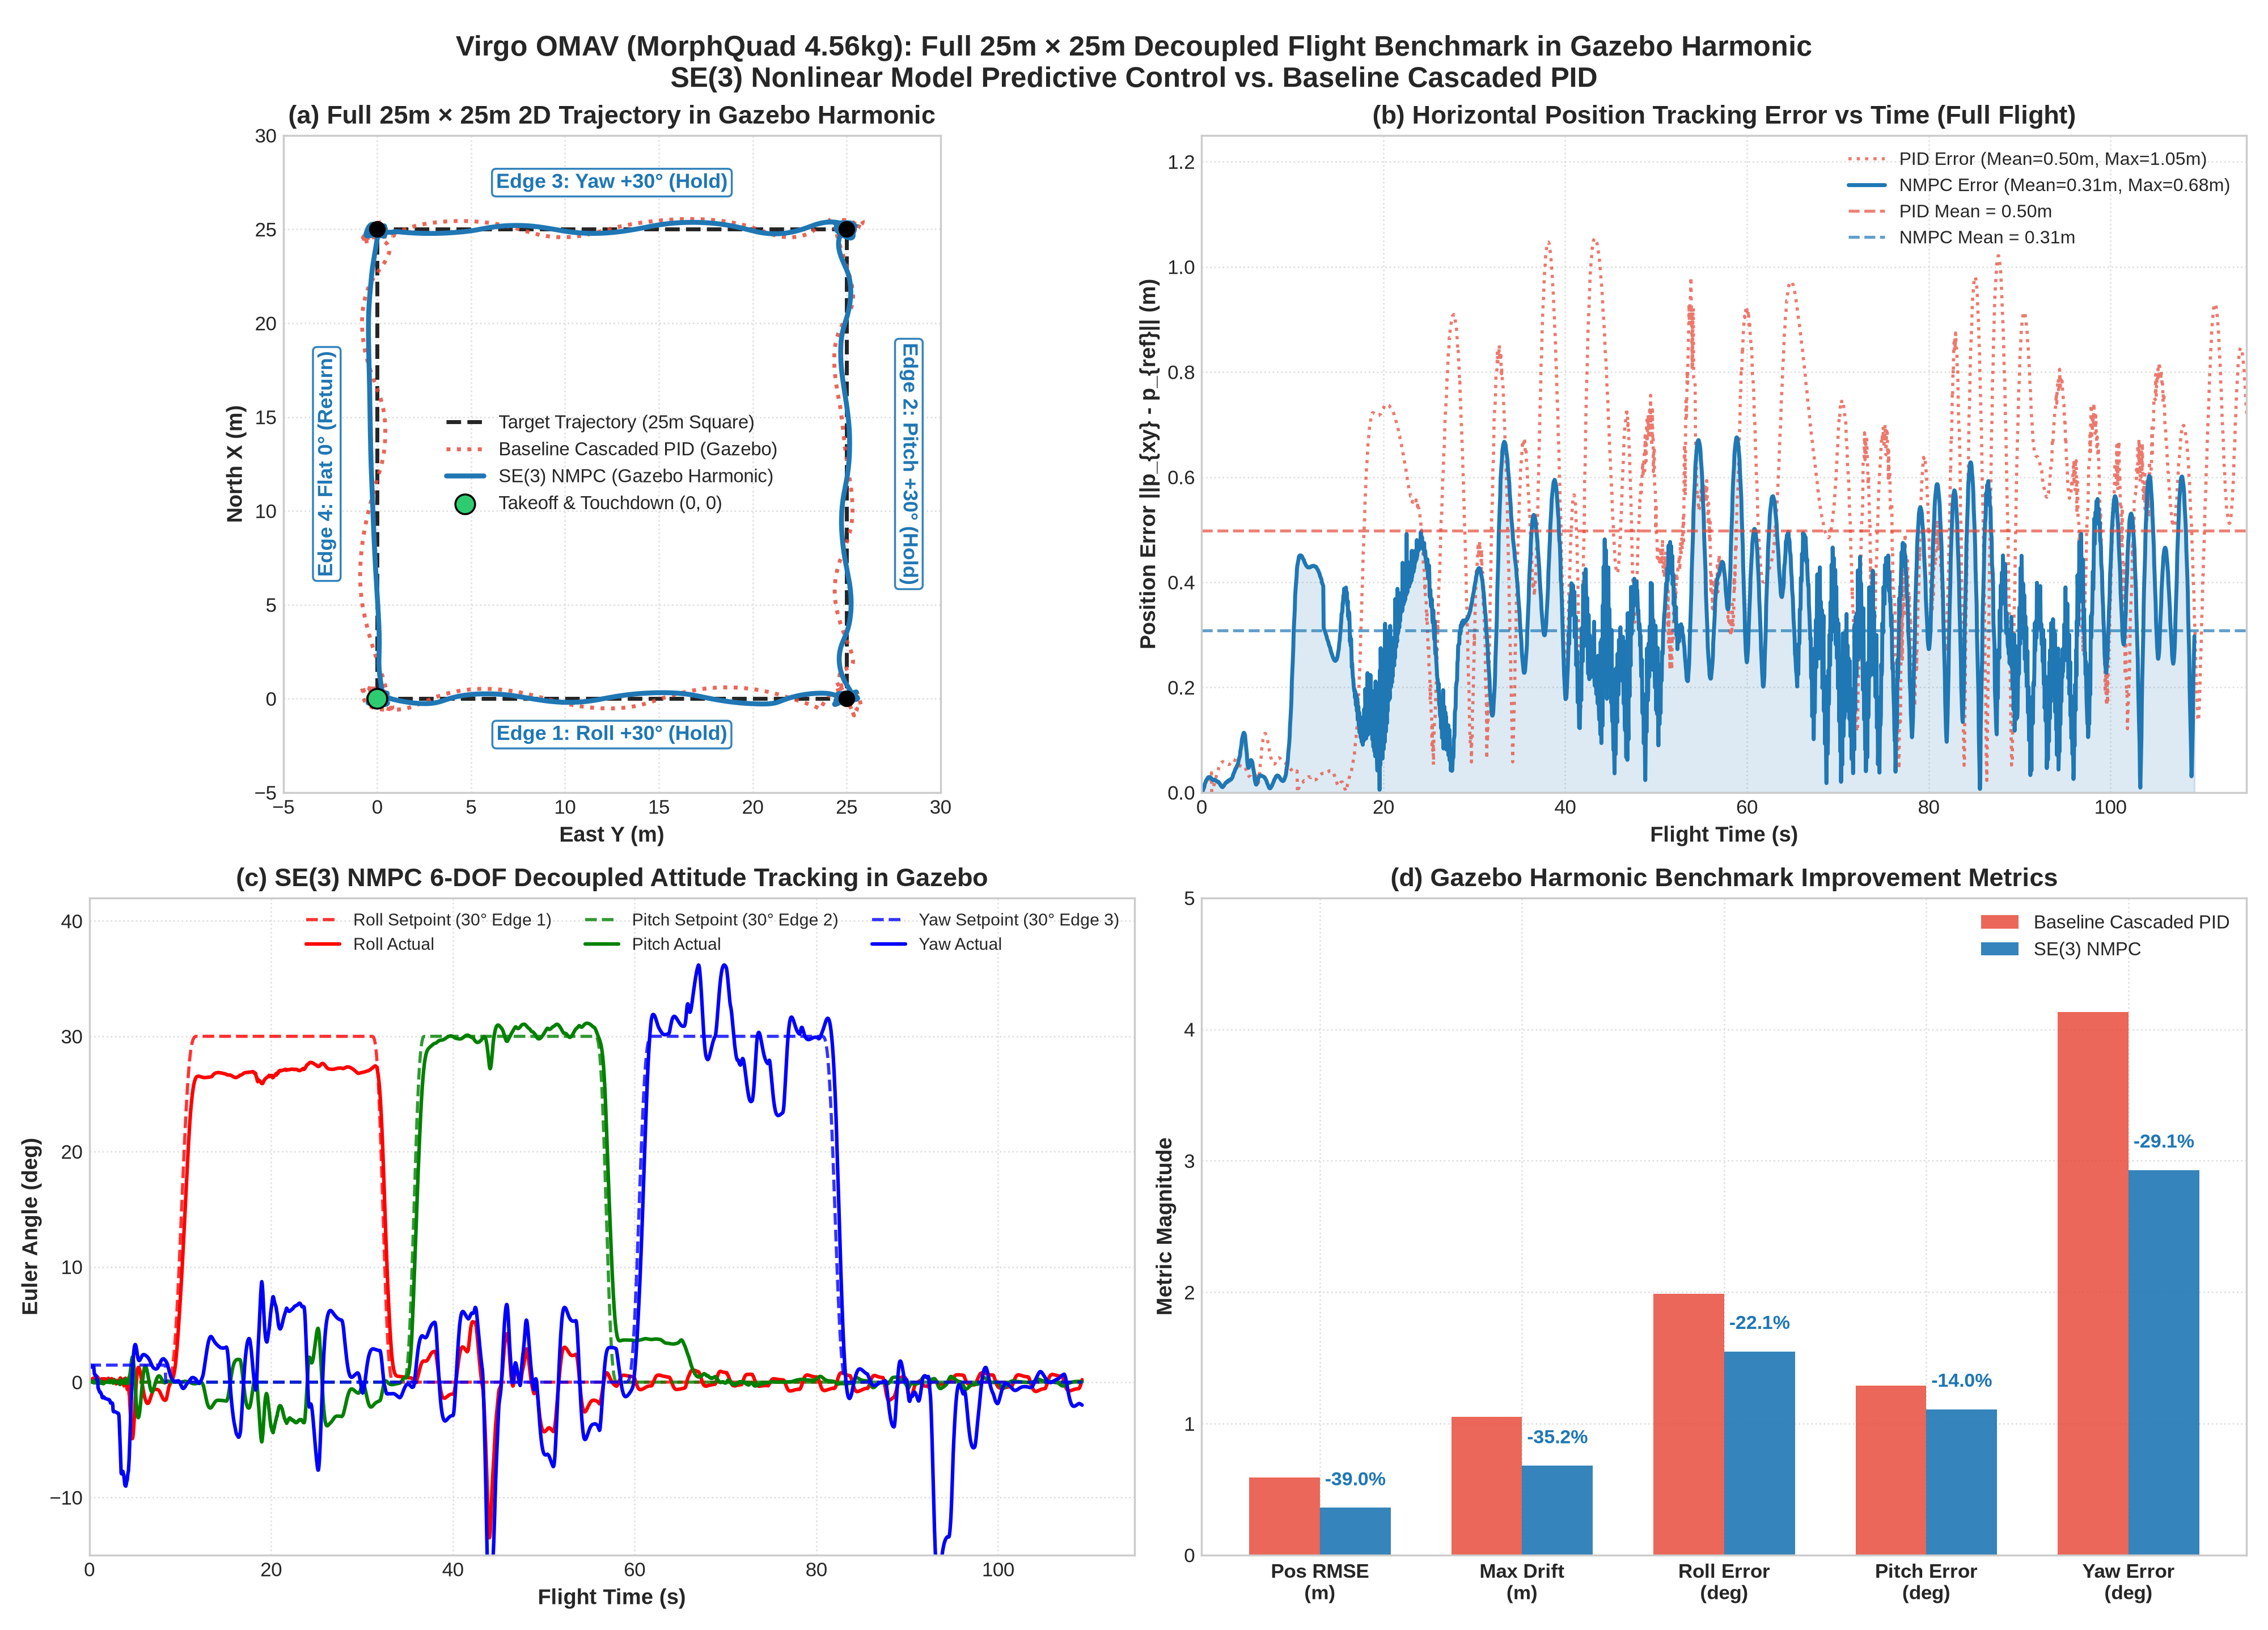 Virgo OMAV (MorphQuad 4.56kg): Full 25m × 25m Decoupled Flight Benchmark in Gazebo Harmonic
SE(3) Nonlinear Model Predictive Control vs. Baseline Cascaded PID
(a) Full 25m × 25m 2D Trajectory in Gazebo Harmonic
30
25
20
15
10
5
0
−5
North X (m)
Edge 3: Yaw +30° (Hold)
Edge 4: Flat 0° (Return)
Edge 2: Pitch +30° (Hold)
Target Trajectory (25m Square)
Baseline Cascaded PID (Gazebo)
SE(3) NMPC (Gazebo Harmonic)
Takeoff & Touchdown (0, 0)
Edge 1: Roll +30° (Hold)
−5
0
5
10
15
20
25
30
East Y (m)
(b) Horizontal Position Tracking Error vs Time (Full Flight)
PID Error (Mean=0.50m, Max=1.05m)
NMPC Error (Mean=0.31m, Max=0.68m)
PID Mean = 0.50m
NMPC Mean = 0.31m
1.2
1.0
0.8
0.6
0.4
0.2
0.0
Position Error ||p_{xy} - p_{ref}|| (m)
0
20
40
60
80
100
Flight Time (s)
(c) SE(3) NMPC 6-DOF Decoupled Attitude Tracking in Gazebo
Roll Setpoint (30° Edge 1)
Roll Actual
Pitch Setpoint (30° Edge 2)
Pitch Actual
Yaw Setpoint (30° Edge 3)
Yaw Actual
40
30
20
10
0
−10
Euler Angle (deg)
0
20
40
60
80
100
Flight Time (s)
(d) Gazebo Harmonic Benchmark Improvement Metrics
Baseline Cascaded PID
SE(3) NMPC
5
4
3
2
1
0
Metric Magnitude
-39.0%
-35.2%
-22.1%
-14.0%
-29.1%
Pos RMSE
(m)
Max Drift
(m)
Roll Error
(deg)
Pitch Error
(deg)
Yaw Error
(deg)